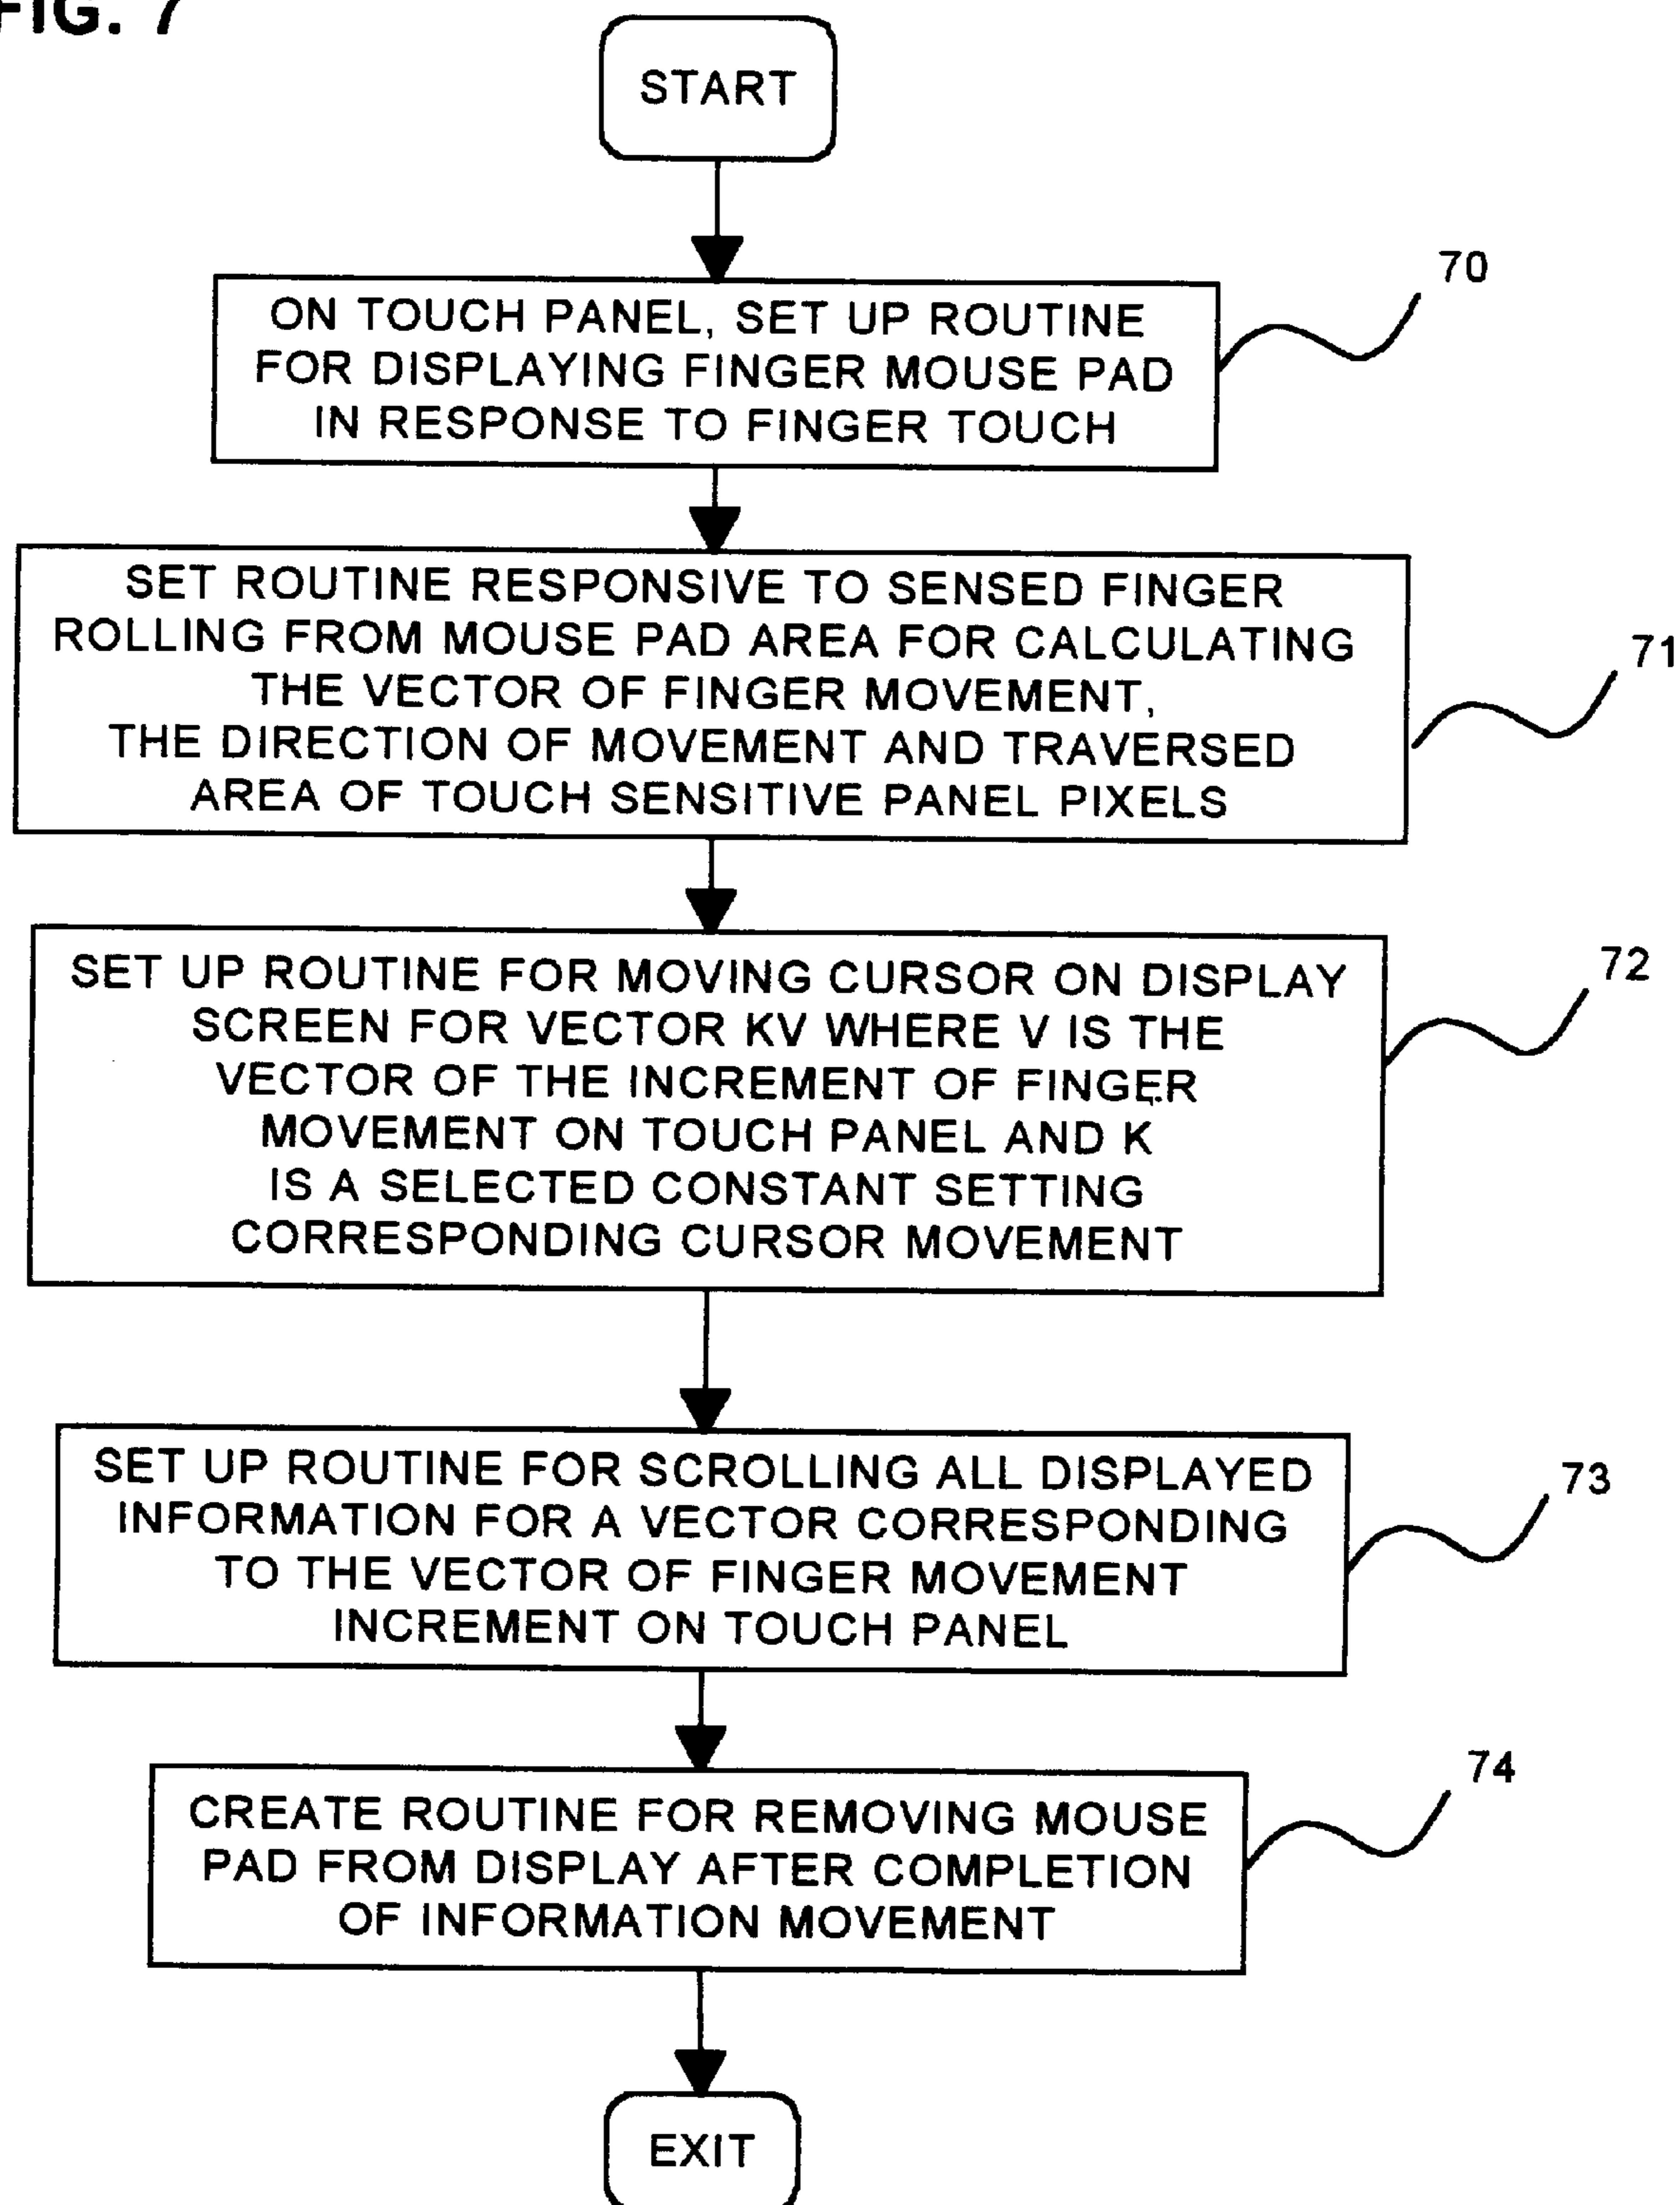 FIG. 7
START
70
ON TOUCH PANEL, SET UP ROUTINE
FOR DISPLAYING FINGER MOUSE PAD
IN RESPONSE TO FINGER TOUCH
SET ROUTINE RESPONSIVE TO SENSED FINGER
ROLLING FROM MOUSE PAD AREA FOR CALCULATING
THE VECTOR OF FINGER MOVEMENT,
THE DIRECTION OF MOVEMENT AND TRAVERSED
AREA OF TOUCH SENSITIVE PANEL PIXELS
71
SET UP ROUTINE FOR MOVING CURSOR ON DISPLAY
SCREEN FOR VECTOR KV WHERE V IS THE
VECTOR OF THE INCREMENT OF FINGER
MOVEMENT ON TOUCH PANEL AND K
IS A SELECTED CONSTANT SETTING
CORRESPONDING CURSOR MOVEMENT
72
SET UP ROUTINE FOR SCROLLING ALL DISPLAYED
INFORMATION FOR A VECTOR CORRESPONDING
TO THE VECTOR OF FINGER MOVEMENT
INCREMENT ON TOUCH PANEL
73
CREATE ROUTINE FOR REMOVING MOUSE
PAD FROM DISPLAY AFTER COMPLETION
OF INFORMATION MOVEMENT
74
EXIT